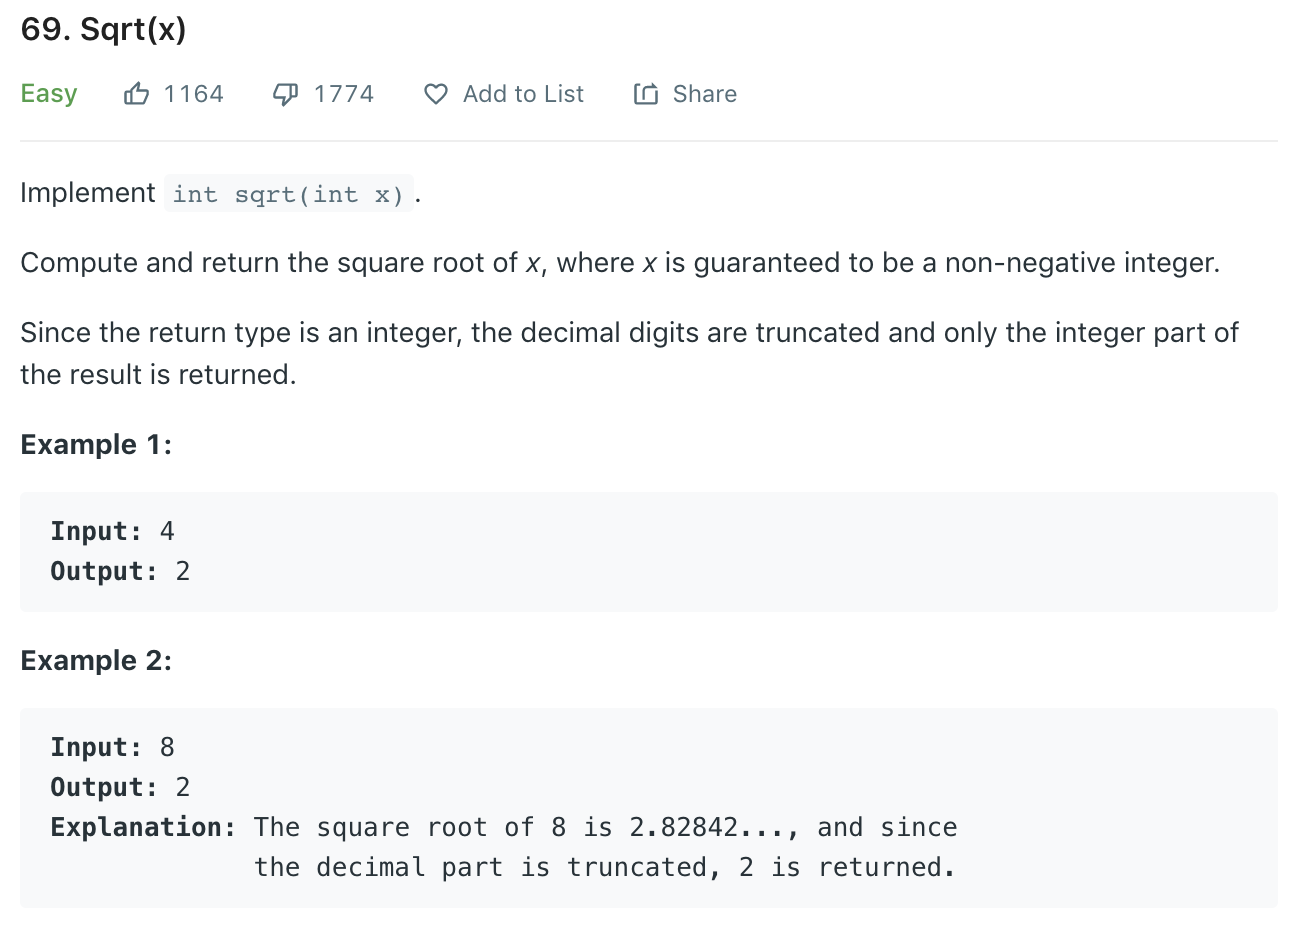 69. Sqrt(x)
Easy 1164 1774 Add to List Share
Implement int sqrt(int x).
Compute and return the square root of x, where x is guaranteed to be a non-negative integer.
Since the return type is an integer, the decimal digits are truncated and only the integer part of
the result is returned.
Example 1:
Input: 4
Output: 2
Example 2:
Input: 8
Output: 2
Explanation: The square root of 8 is 2.82842..., and since
the decimal part is truncated, 2 is returned.